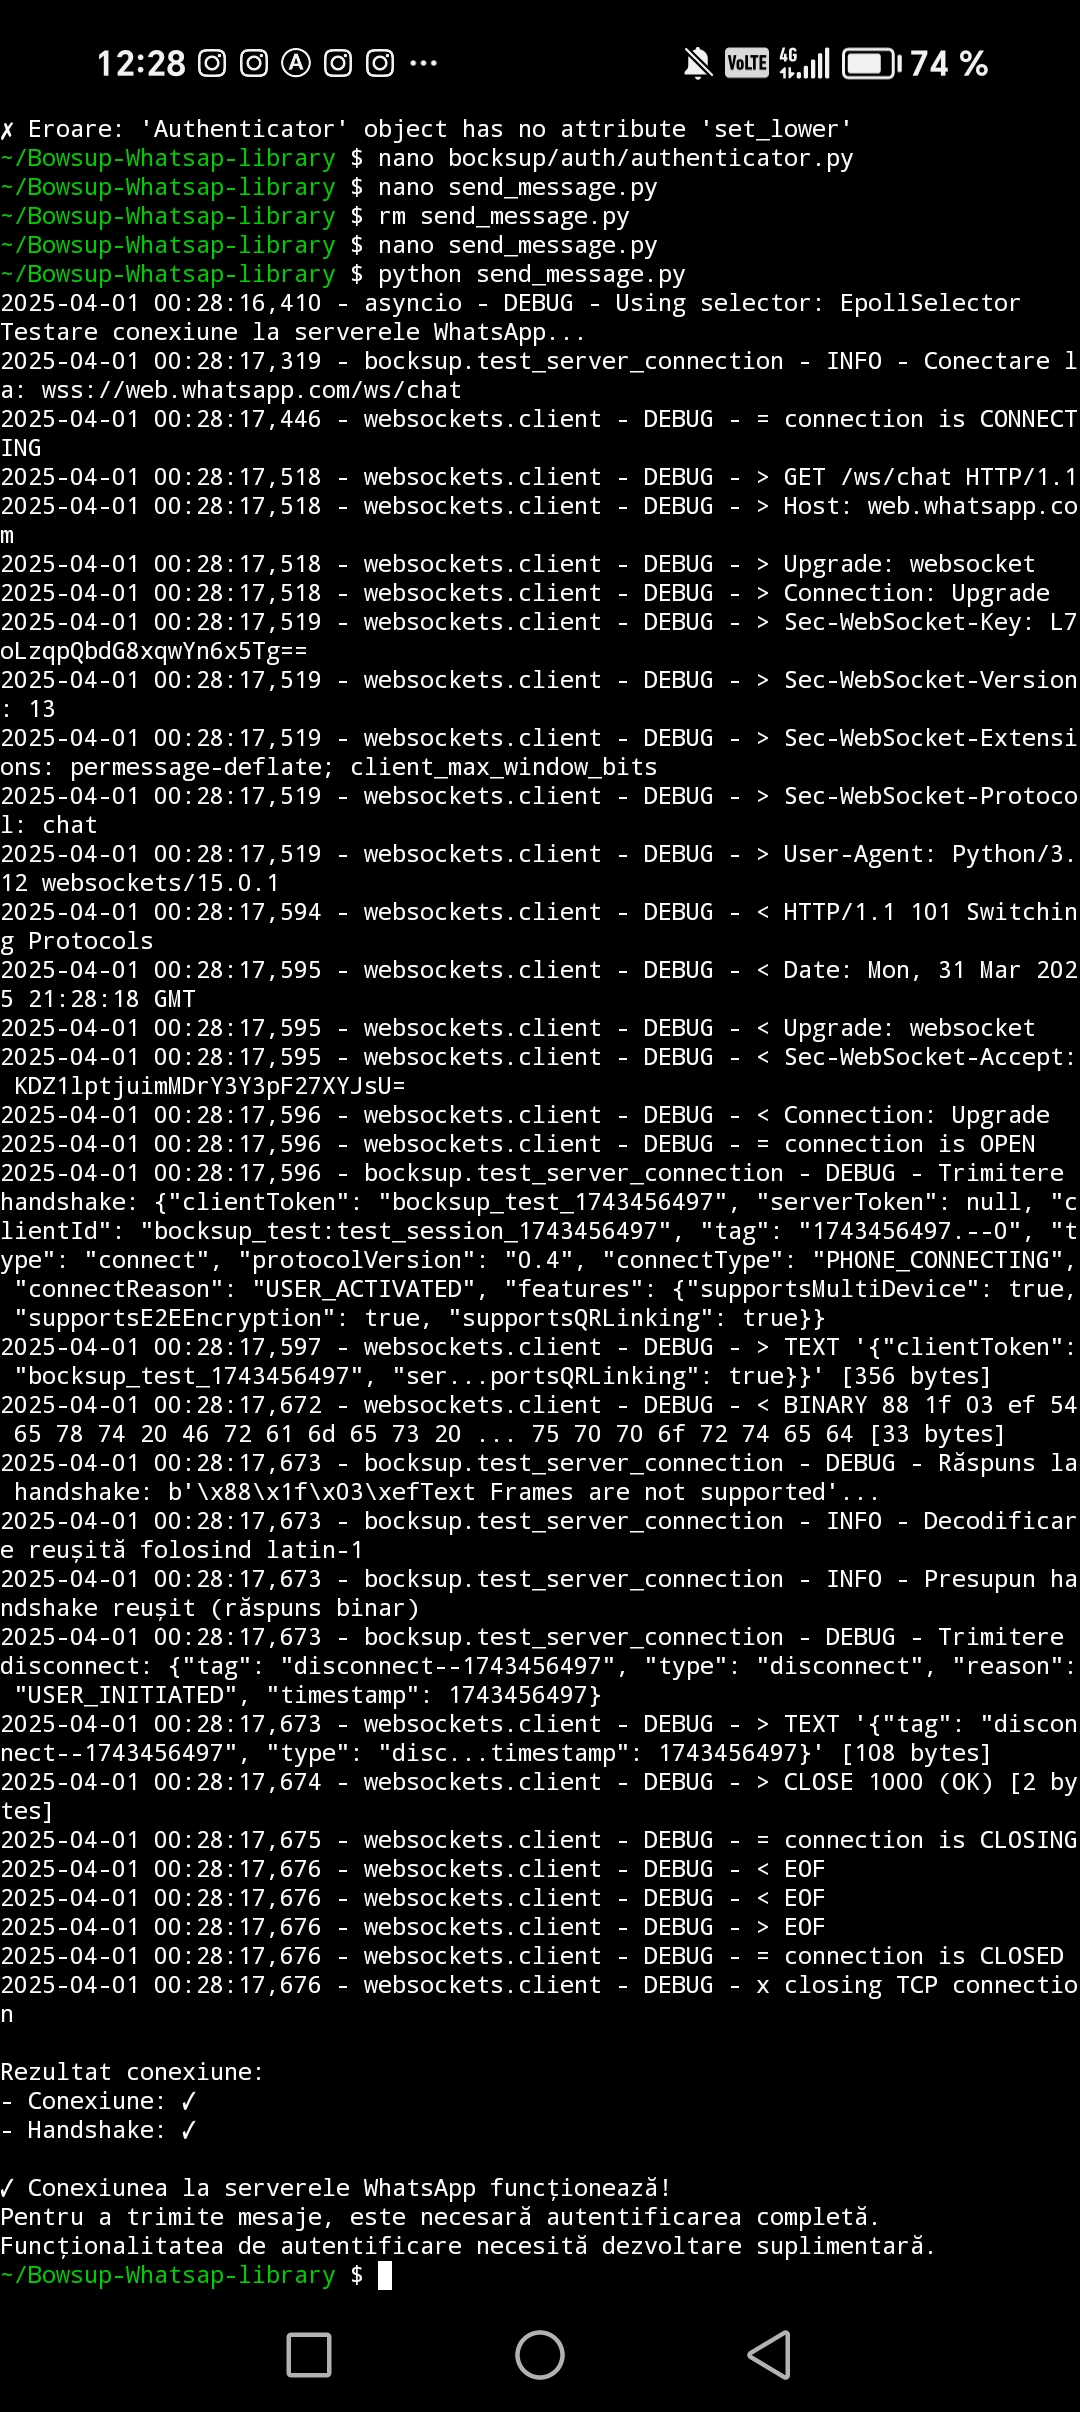 12:28 ... VoLTE 4G 74 %
✗ Eroare: 'Authenticator' object has no attribute 'set_lower'
~/Bowsup-Whatsap-library $ nano bocksup/auth/authenticator.py
~/Bowsup-Whatsap-library $ nano send_message.py
~/Bowsup-Whatsap-library $ rm send_message.py
~/Bowsup-Whatsap-library $ nano send_message.py
~/Bowsup-Whatsap-library $ python send_message.py
2025-04-01 00:28:16,410 - asyncio - DEBUG - Using selector: EpollSelector
Testare conexiune la serverele WhatsApp...
2025-04-01 00:28:17,319 - bocksup.test_server_connection - INFO - Conectare l
a: wss://web.whatsapp.com/ws/chat
2025-04-01 00:28:17,446 - websockets.client - DEBUG - = connection is CONNECT
ING
2025-04-01 00:28:17,518 - websockets.client - DEBUG - > GET /ws/chat HTTP/1.1
2025-04-01 00:28:17,518 - websockets.client - DEBUG - > Host: web.whatsapp.co
m
2025-04-01 00:28:17,518 - websockets.client - DEBUG - > Upgrade: websocket
2025-04-01 00:28:17,518 - websockets.client - DEBUG - > Connection: Upgrade
2025-04-01 00:28:17,519 - websockets.client - DEBUG - > Sec-WebSocket-Key: L7
oLzqpQbdG8xqwYn6x5Tg==
2025-04-01 00:28:17,519 - websockets.client - DEBUG - > Sec-WebSocket-Version
: 13
2025-04-01 00:28:17,519 - websockets.client - DEBUG - > Sec-WebSocket-Extensi
ons: permessage-deflate; client_max_window_bits
2025-04-01 00:28:17,519 - websockets.client - DEBUG - > Sec-WebSocket-Protoco
l: chat
2025-04-01 00:28:17,519 - websockets.client - DEBUG - > User-Agent: Python/3.
12 websockets/15.0.1
2025-04-01 00:28:17,594 - websockets.client - DEBUG - < HTTP/1.1 101 Switchin
g Protocols
2025-04-01 00:28:17,595 - websockets.client - DEBUG - < Date: Mon, 31 Mar 202
5 21:28:18 GMT
2025-04-01 00:28:17,595 - websockets.client - DEBUG - < Upgrade: websocket
2025-04-01 00:28:17,595 - websockets.client - DEBUG - < Sec-WebSocket-Accept:
 KDZ1lptjuimMDrY3Y3pF27XYJsU=
2025-04-01 00:28:17,596 - websockets.client - DEBUG - < Connection: Upgrade
2025-04-01 00:28:17,596 - websockets.client - DEBUG - = connection is OPEN
2025-04-01 00:28:17,596 - bocksup.test_server_connection - DEBUG - Trimitere
handshake: {"clientToken": "bocksup_test_1743456497", "serverToken": null, "c
lientId": "bocksup_test:test_session_1743456497", "tag": "1743456497.--0", "t
ype": "connect", "protocolVersion": "0.4", "connectType": "PHONE_CONNECTING",
 "connectReason": "USER_ACTIVATED", "features": {"supportsMultiDevice": true,
 "supportsE2EEncryption": true, "supportsQRLinking": true}}
2025-04-01 00:28:17,597 - websockets.client - DEBUG - > TEXT '{"clientToken":
 "bocksup_test_1743456497", "ser...portsQRLinking": true}}' [356 bytes]
2025-04-01 00:28:17,672 - websockets.client - DEBUG - < BINARY 88 1f 03 ef 54
 65 78 74 20 46 72 61 6d 65 73 20 ... 75 70 70 6f 72 74 65 64 [33 bytes]
2025-04-01 00:28:17,673 - bocksup.test_server_connection - DEBUG - Răspuns la
 handshake: b'\x88\x1f\x03\xefText Frames are not supported'...
2025-04-01 00:28:17,673 - bocksup.test_server_connection - INFO - Decodificar
e reușită folosind latin-1
2025-04-01 00:28:17,673 - bocksup.test_server_connection - INFO - Presupun ha
ndshake reușit (răspuns binar)
2025-04-01 00:28:17,673 - bocksup.test_server_connection - DEBUG - Trimitere
disconnect: {"tag": "disconnect--1743456497", "type": "disconnect", "reason":
 "USER_INITIATED", "timestamp": 1743456497}
2025-04-01 00:28:17,673 - websockets.client - DEBUG - > TEXT '{"tag": "discon
nect--1743456497", "type": "disc...timestamp": 1743456497}' [108 bytes]
2025-04-01 00:28:17,674 - websockets.client - DEBUG - > CLOSE 1000 (OK) [2 by
tes]
2025-04-01 00:28:17,675 - websockets.client - DEBUG - = connection is CLOSING
2025-04-01 00:28:17,676 - websockets.client - DEBUG - < EOF
2025-04-01 00:28:17,676 - websockets.client - DEBUG - < EOF
2025-04-01 00:28:17,676 - websockets.client - DEBUG - > EOF
2025-04-01 00:28:17,676 - websockets.client - DEBUG - = connection is CLOSED
2025-04-01 00:28:17,676 - websockets.client - DEBUG - x closing TCP connectio
n
Rezultat conexiune:
- Conexiune: ✓
- Handshake: ✓
✓ Conexiunea la serverele WhatsApp funcționează!
Pentru a trimite mesaje, este necesară autentificarea completă.
Funcționalitatea de autentificare necesită dezvoltare suplimentară.
~/Bowsup-Whatsap-library $